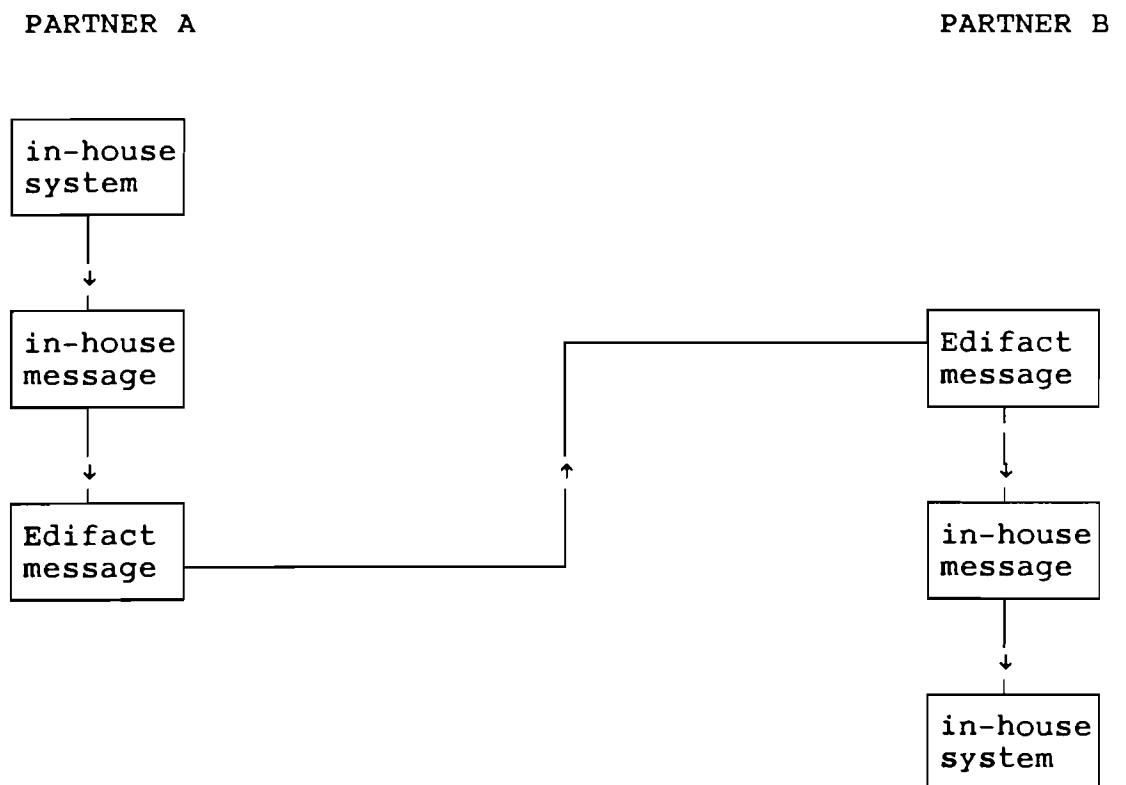 PARTNER A
PARTNER B
in-house
system
in-house
message
Edifact
message
Edifact
message
in-house
message
in-house
system